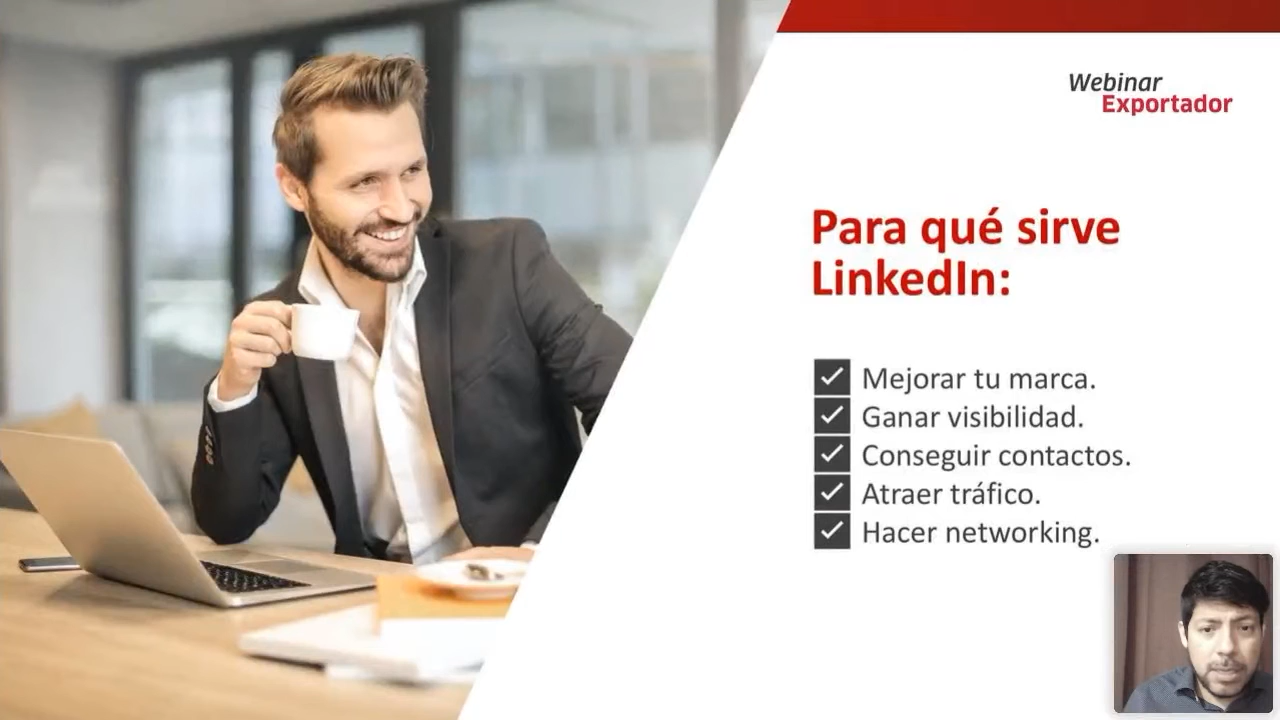 Webinar
Exportador
Para qué sirve
LinkedIn:
Mejorar tu marca.
Ganar visibilidad.
Conseguir contactos.
Atraer tráfico.
Hacer networking.